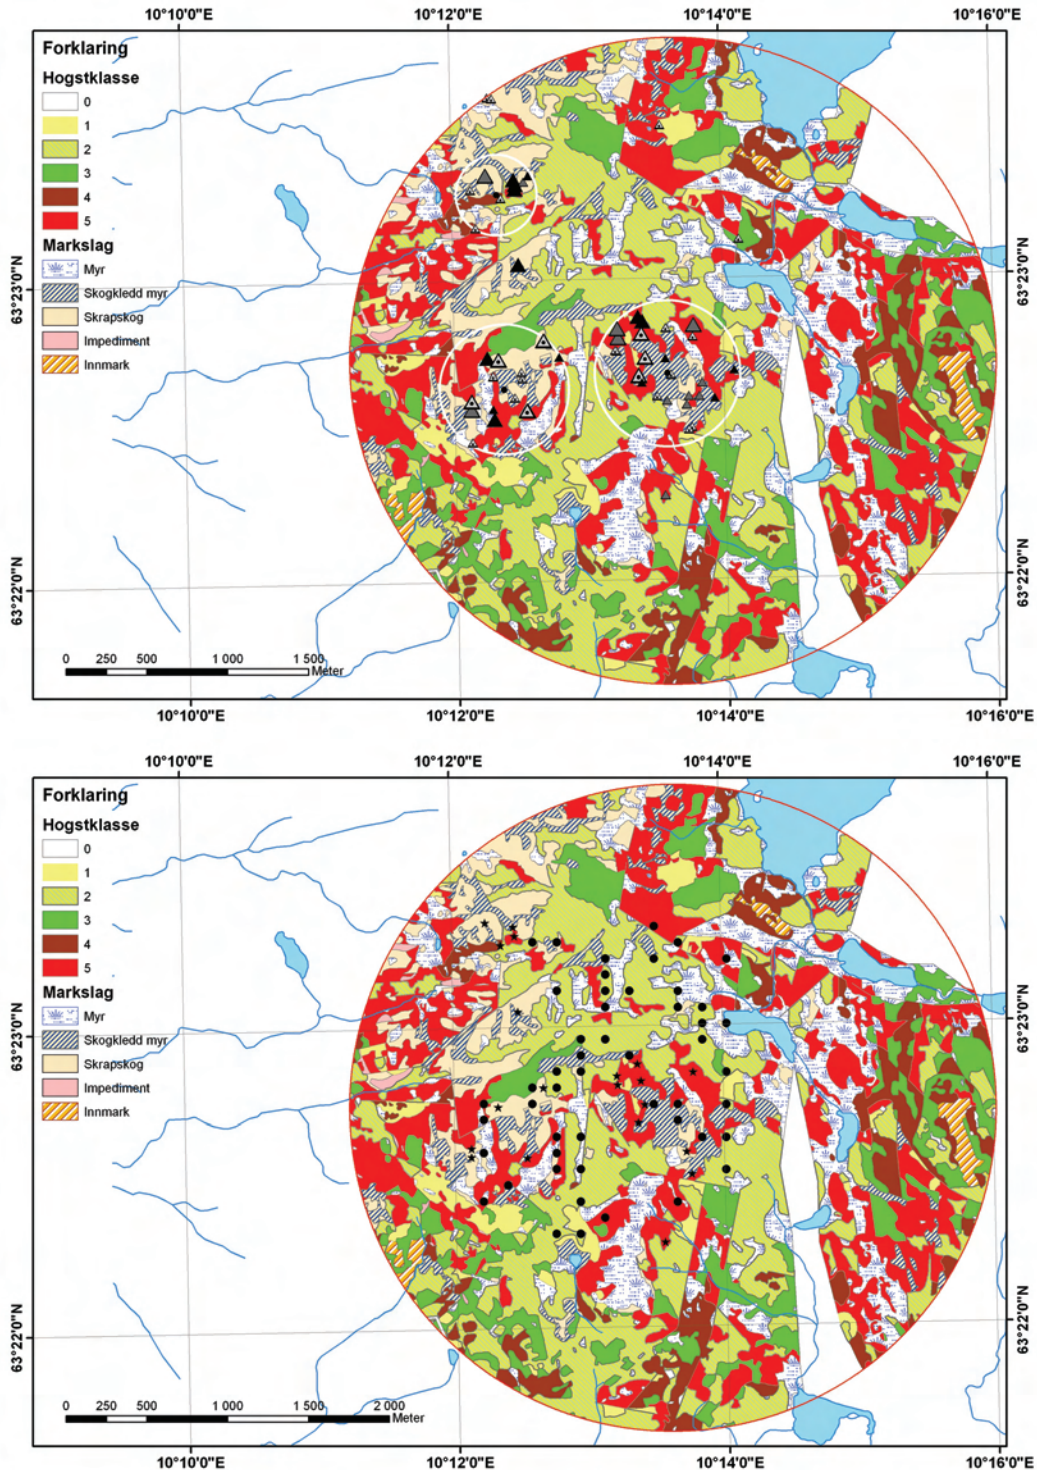 10°10'0"E 10°12'0"E 10°14'0"E 10°16'0"E
Forklaring
Hogstklasse
0
1
2
3
4
5
Markslag
Myr
Skogkledd myr
Skrapskog
Impediment
Innmark
63°23'0"N 63°23'0"N
63°22'0"N 63°22'0"N
0 250 500 1 000 1 500
Meter
10°10'0"E 10°12'0"E 10°14'0"E 10°16'0"E
10°10'0"E 10°12'0"E 10°14'0"E 10°16'0"E
Forklaring
Hogstklasse
0
1
2
3
4
5
Markslag
Myr
Skogkledd myr
Skrapskog
Impediment
Innmark
63°23'0"N 63°23'0"N
63°22'0"N 63°22'0"N
0 250 500 1 000 1 500 2 000
Meter
10°10'0"E 10°12'0"E 10°14'0"E 10°16'0"E